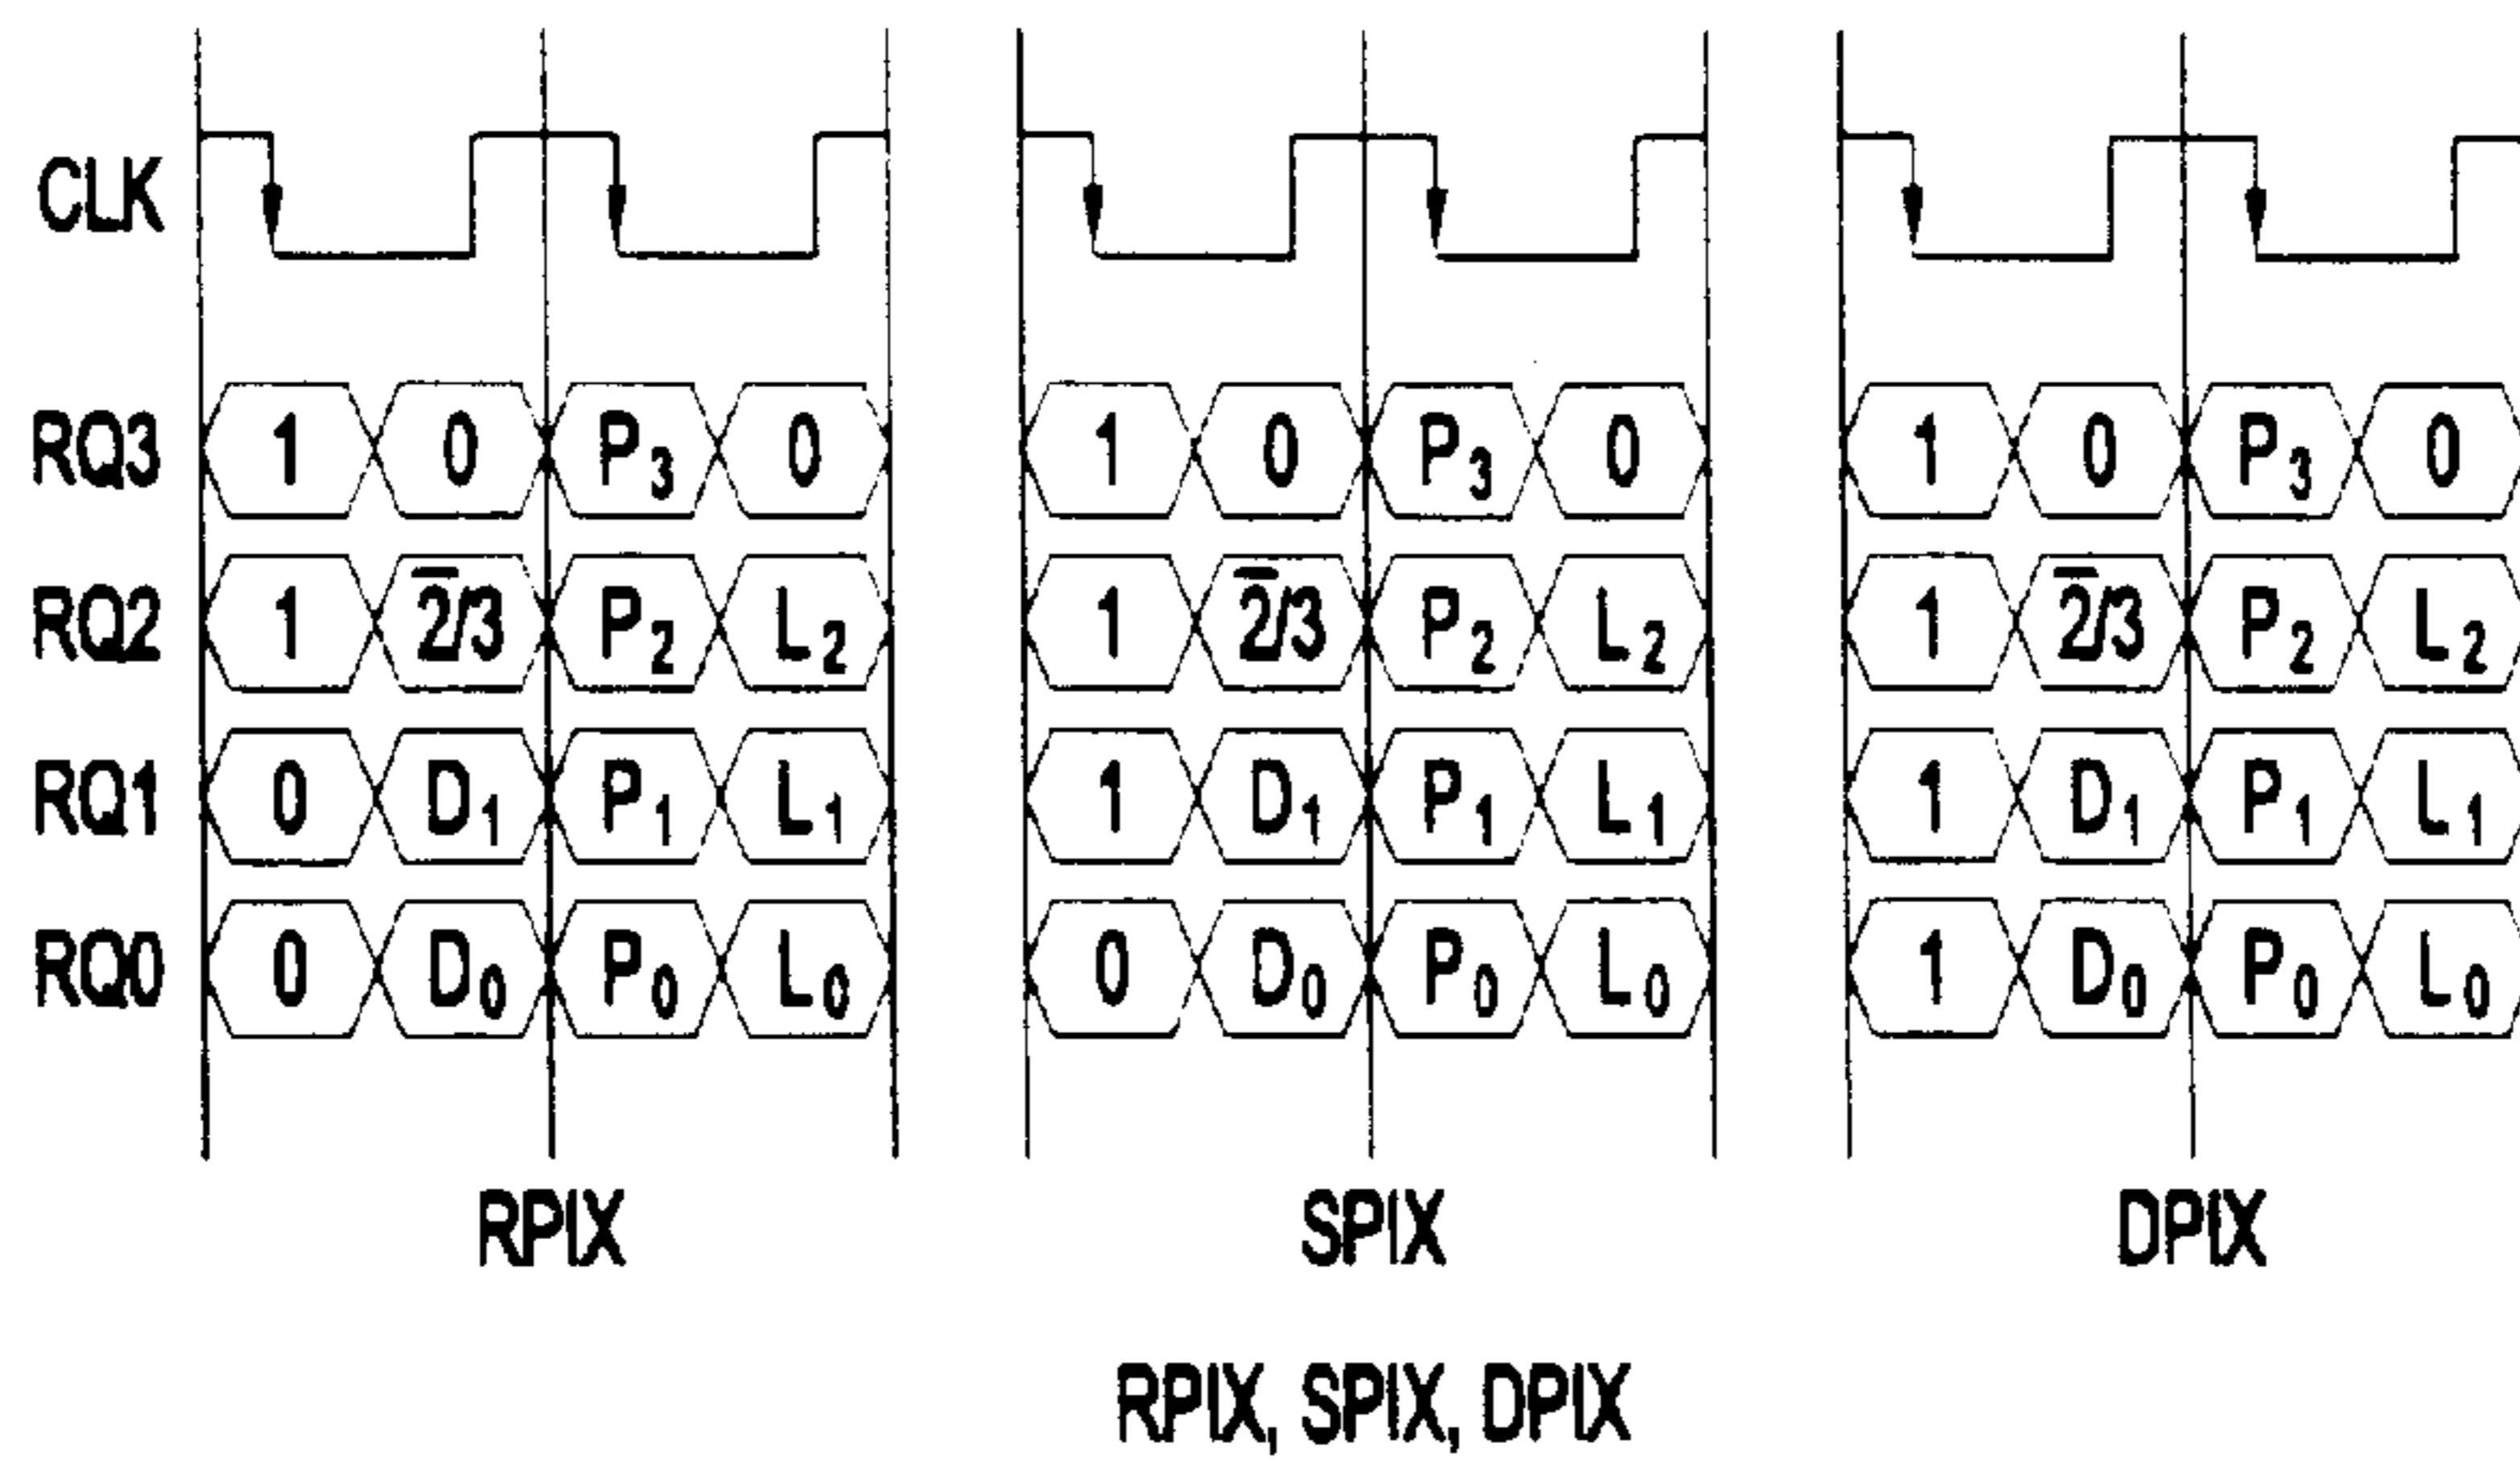 CLK
RQ3 1 0 P₃ 0 1 0 P₃ 0 1 0 P₃ 0
RQ2 1 2̅/3 P₂ L₂ 1 2̅/3 P₂ L₂ 1 2̅/3 P₂ L₂
RQ1 0 D₁ P₁ L₁ 1 D₁ P₁ L₁ 1 D₁ P₁ L₁
RQ0 0 D₀ P₀ L₀ 0 D₀ P₀ L₀ 1 D₀ P₀ L₀
RPIX SPIX DPIX
RPIX, SPIX, DPIX